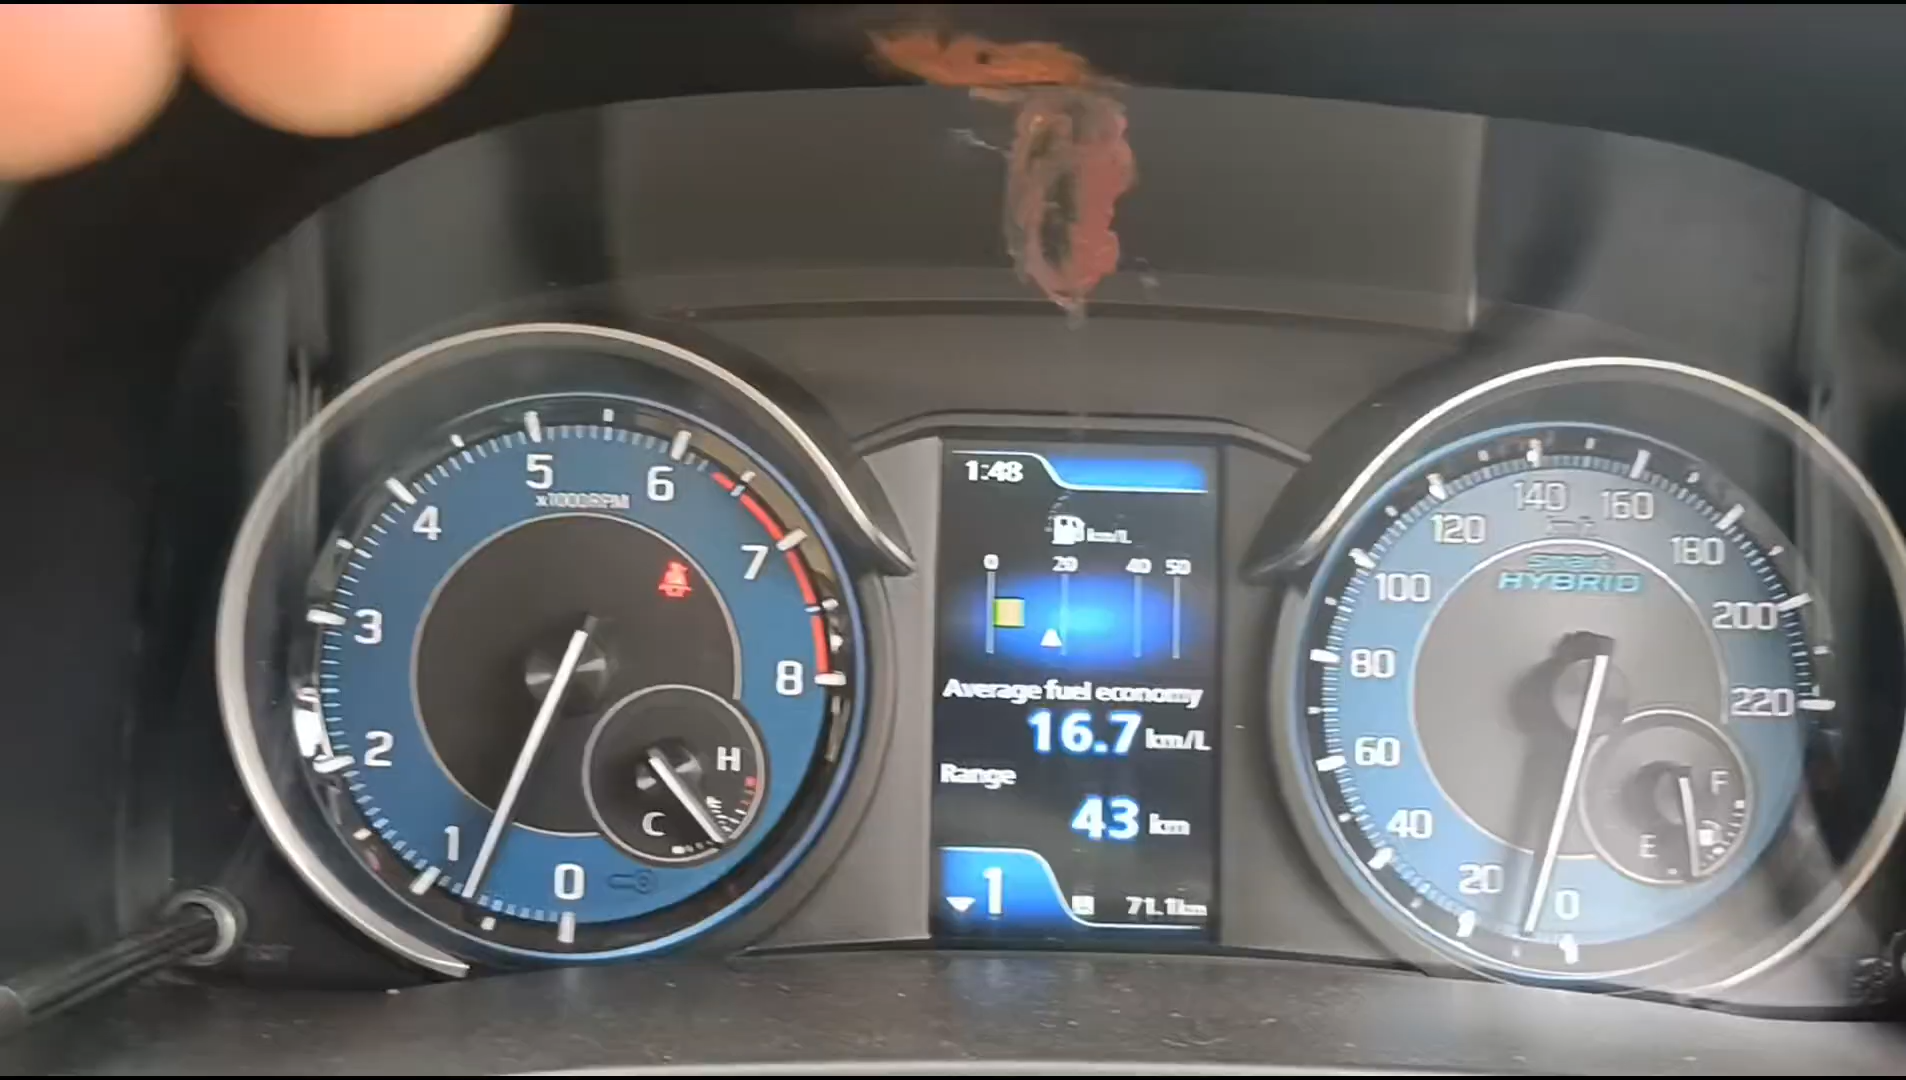 5
6
x1000RPM
4
7
3
8
2
H
C
1
0
1:48
km/L
0 20 40 50
Average fuel economy
16.7 km/L
Range
43 km
1
71.1km
140
160
120
km/h
180
smart
HYBRID
100
200
80
220
60
F
40
E
20
0